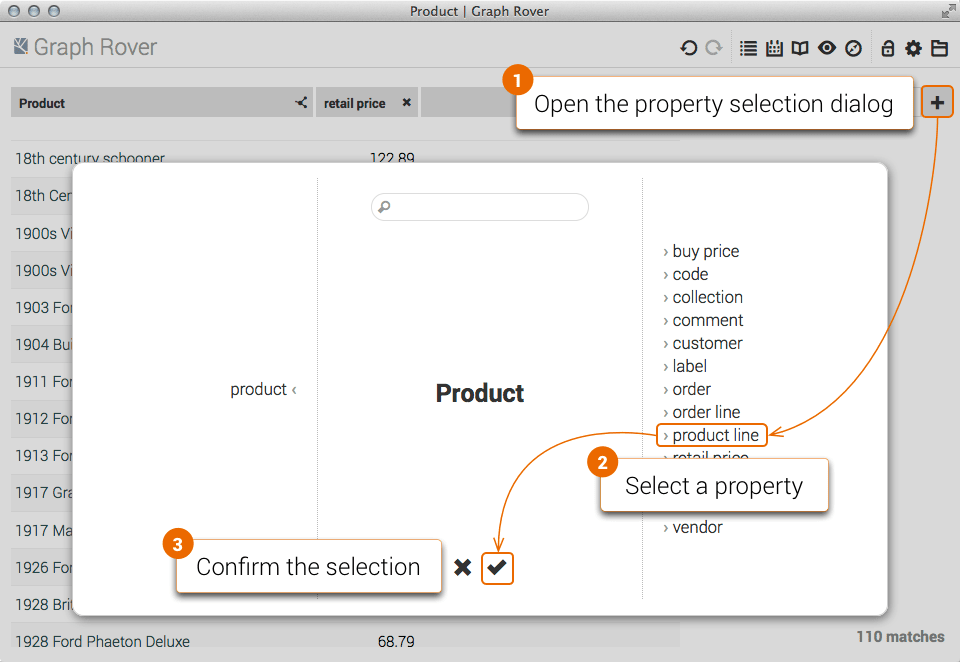 Product | Graph Rover
Graph Rover
1
Open the property selection dialog
Product
retail price
18th century schooner 122.89
18th Cen
1900s Vi
1900s Vi
1903 For
1904 Bui
1911 For
1912 For
1913 For
1917 Gra
1917 Ma
1926 For
1928 Brit
1928 Ford Phaeton Deluxe 68.79
product ‹
Product
› buy price
› code
› collection
› comment
› customer
› label
› order
› order line
› product line
› retail price
2
Select a property
› vendor
3
Confirm the selection
110 matches